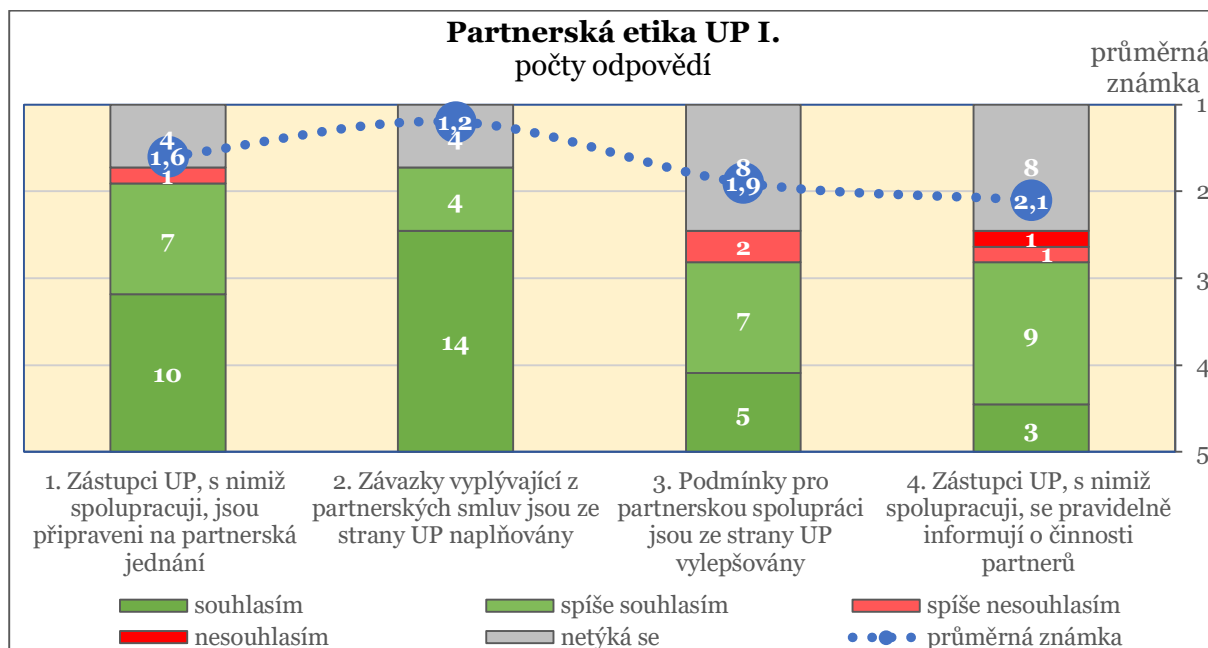 Partnerská etika UP I.
počty odpovědí
průměrná
známka
4
1,6
1
7
10
1,2
4
4
14
8
1,9
2
7
5
8
2,1
1
1
9
3
1
2
3
4
5
1. Zástupci UP, s nimiž
spolupracuji, jsou
připraveni na partnerská
jednání
2. Závazky vyplývající z
partnerských smluv jsou ze
strany UP naplňovány
3. Podmínky pro
partnerskou spolupráci
jsou ze strany UP
vylepšovány
4. Zástupci UP, s nimiž
spolupracuji, se pravidelně
informují o činnosti
partnerů
souhlasím
spíše souhlasím
spíše nesouhlasím
nesouhlasím
netýká se
průměrná známka